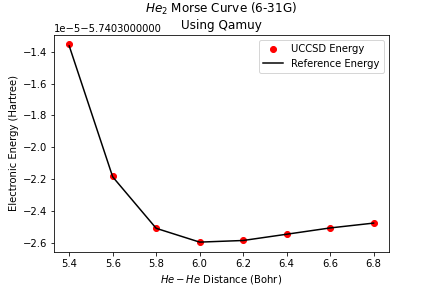 He2 Morse Curve (6-31G)
Using Qamuy
1e-5-5.7403000000
UCCSD Energy
Reference Energy
-1.4
-1.6
-1.8
-2.0
-2.2
-2.4
-2.6
Electronic Energy (Hartree)
5.4 5.6 5.8 6.0 6.2 6.4 6.6 6.8
He - He Distance (Bohr)